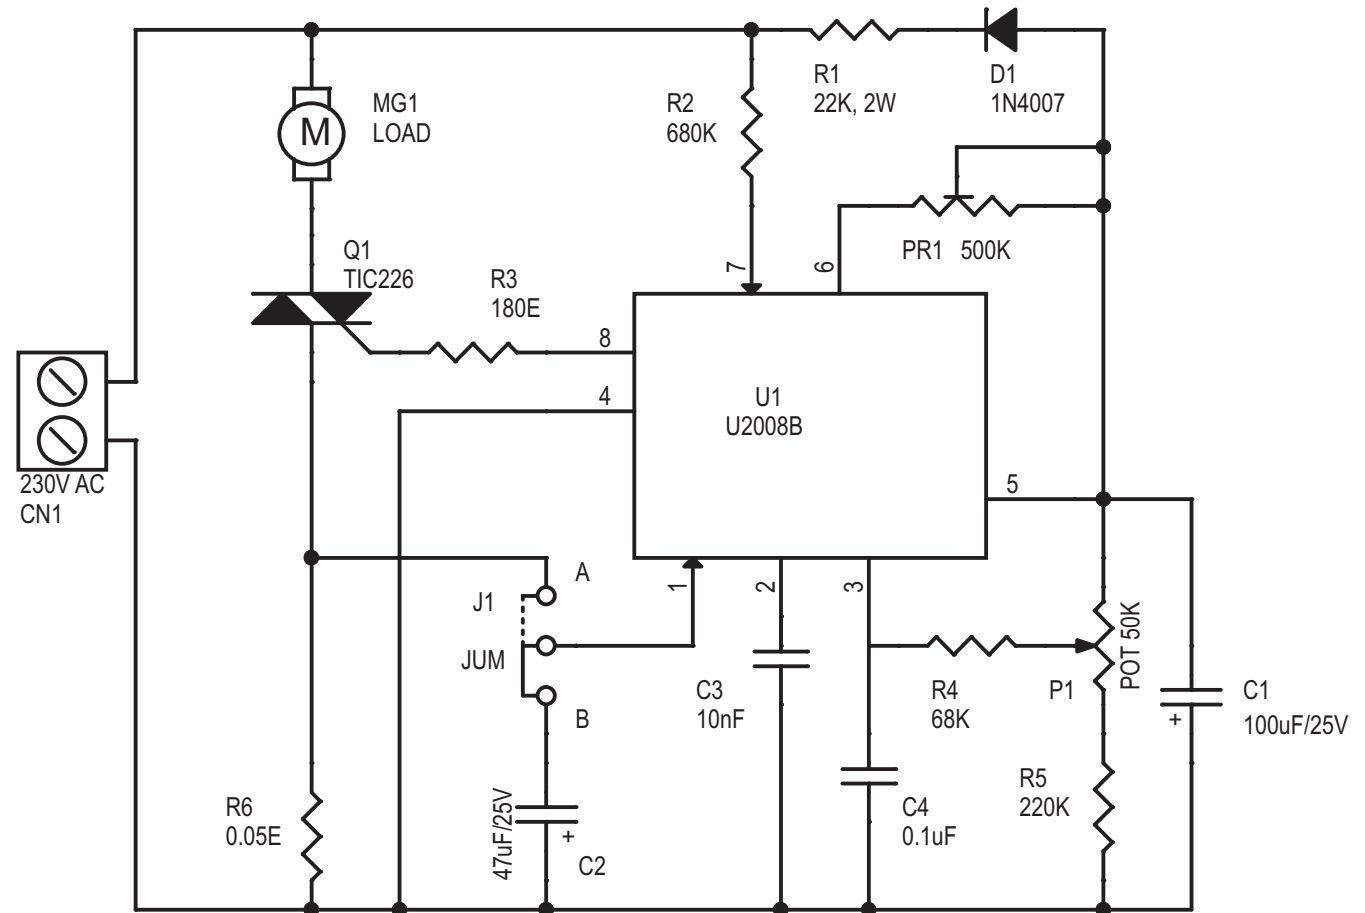 MG1
LOAD
M
R2
680K
R1
22K, 2W
D1
1N4007
Q1
TIC226
R3
180E
7
6
PR1 500K
8
4
U1
U2008B
5
230V AC
CN1
A
J1
JUM
B
1
2
3
C3
10nF
R4
68K
P1
POT 50K
C1
+
100uF/25V
R6
0.05E
47uF/25V
+
C2
C4
0.1uF
R5
220K